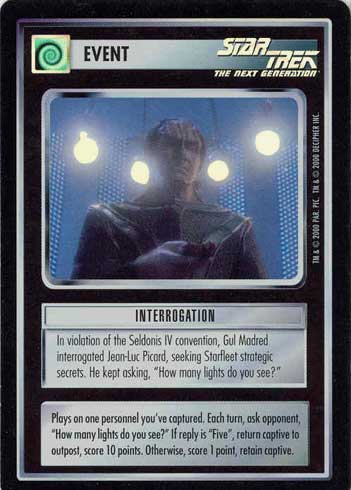 EVENT
STAR TREK
THE NEXT GENERATION
TM & © 2000 PAR. PIC. TM & © 2000 DECIPHER INC.
INTERROGATION
In violation of the Seldonis IV convention, Gul Madred
interrogated Jean-Luc Picard, seeking Starfleet strategic
secrets. He kept asking, "How many lights do you see?"
Plays on one personnel you've captured. Each turn, ask opponent,
"How many lights do you see?" If reply is "Five", return captive to
outpost, score 10 points. Otherwise, score 1 point, retain captive.